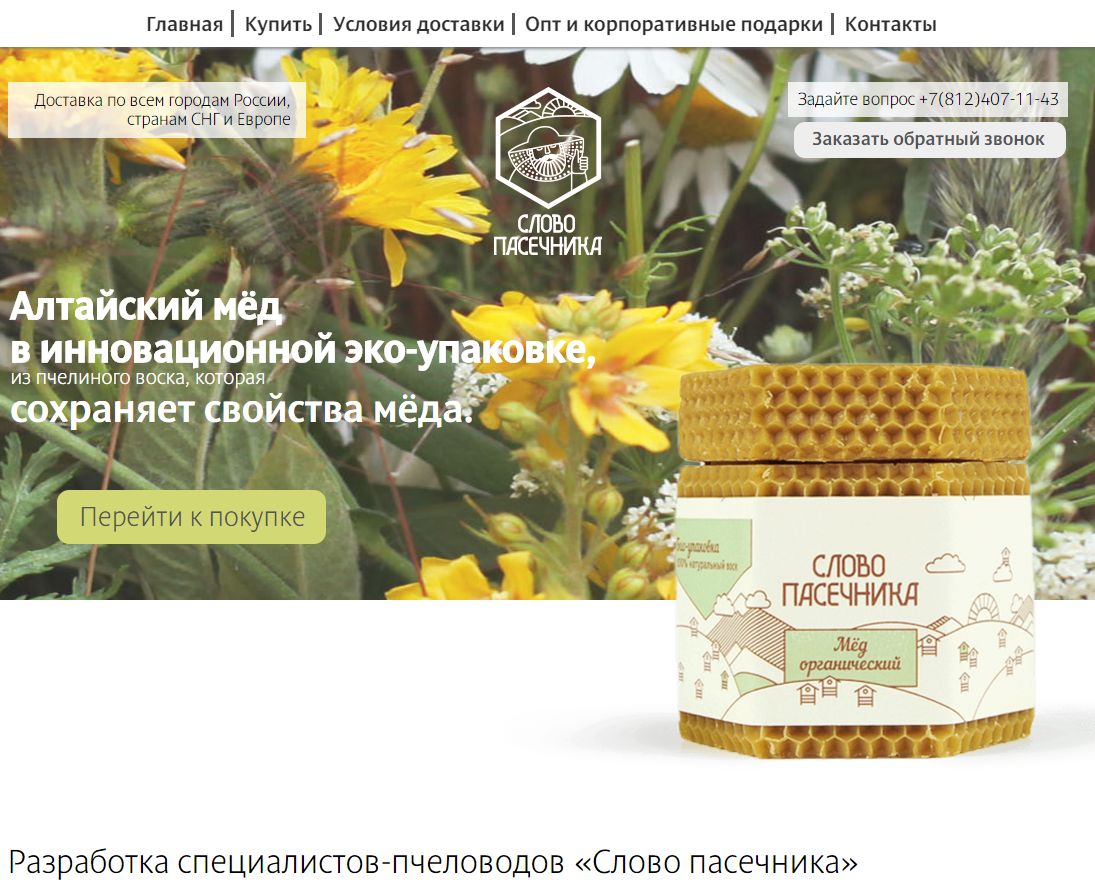 Главная | Купить | Условия доставки | Опт и корпоративные подарки | Контакты
Доставка по всем городам России,
странам СНГ и Европе
Задайте вопрос +7(812)407-11-43
Заказать обратный звонок
СЛОВО
ПАСЕЧНИКА
Алтайский мёд
в инновационной эко-упаковке,
из пчелиного воска, которая
сохраняет свойства мёда.
Перейти к покупке
Эко-упаковка
100% натуральный воск
СЛОВО
ПАСЕЧНИКА
Мёд
органический
Разработка специалистов-пчеловодов «Слово пасечника»